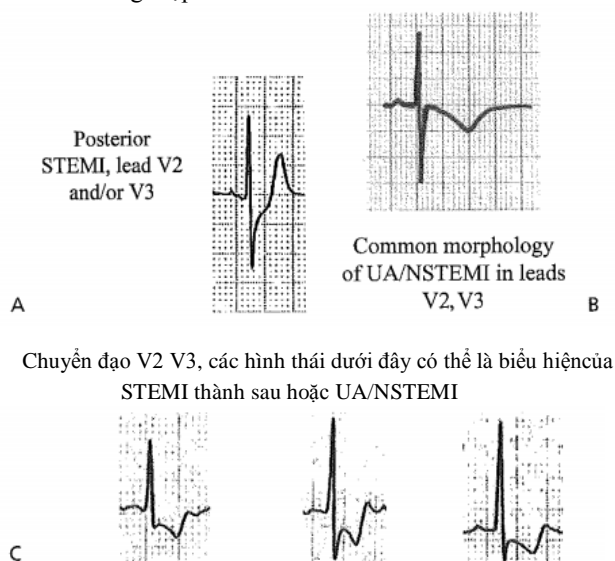 Posterior
STEMI, lead V2
and/or V3
A
Common morphology
of UA/NSTEMI in leads
V2, V3
B
Chuyển đạo V2 V3, các hình thái dưới đây có thể là biểu hiệncủa
STEMI thành sau hoặc UA/NSTEMI
C